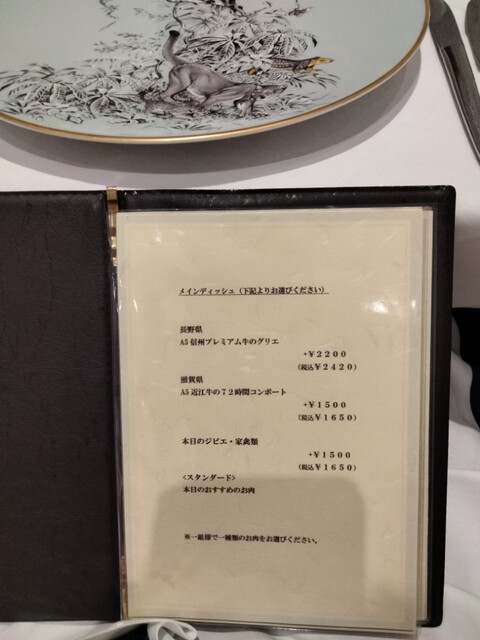 メインディッシュ（下記よりお選びください）
長野県
A5信州プレミアム牛のグリエ
+￥2200
(税込￥2420)
滋賀県
A5近江牛の72時間コンポート
+￥1500
(税込￥1650)
本日のジビエ・家禽類
+￥1500
(税込￥1650)
<スタンダード>
本日のおすすめのお肉
※一組様で一種類のお肉をお選びください。